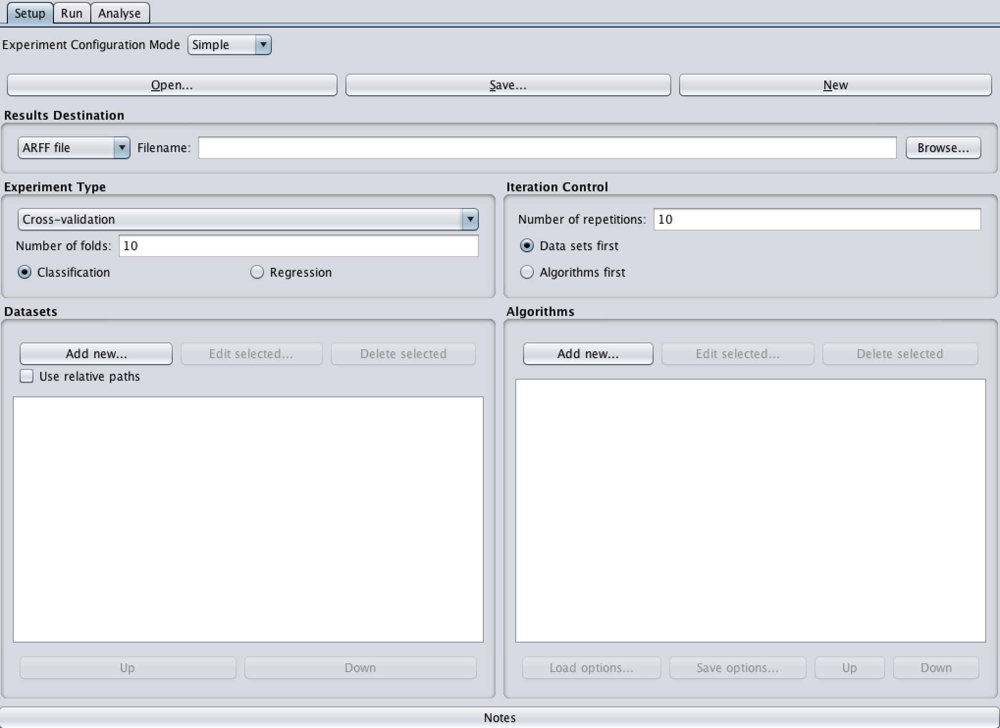 Setup Run Analyse
Experiment Configuration Mode Simple
Open... Save... New
Results Destination
ARFF file Filename: Browse...
Experiment Type
Cross-validation
Number of folds: 10
Classification Regression
Iteration Control
Number of repetitions: 10
Data sets first
Algorithms first
Datasets
Add new... Edit selected... Delete selected
Use relative paths
Up Down
Algorithms
Add new... Edit selected... Delete selected
Load options... Save options... Up Down
Notes